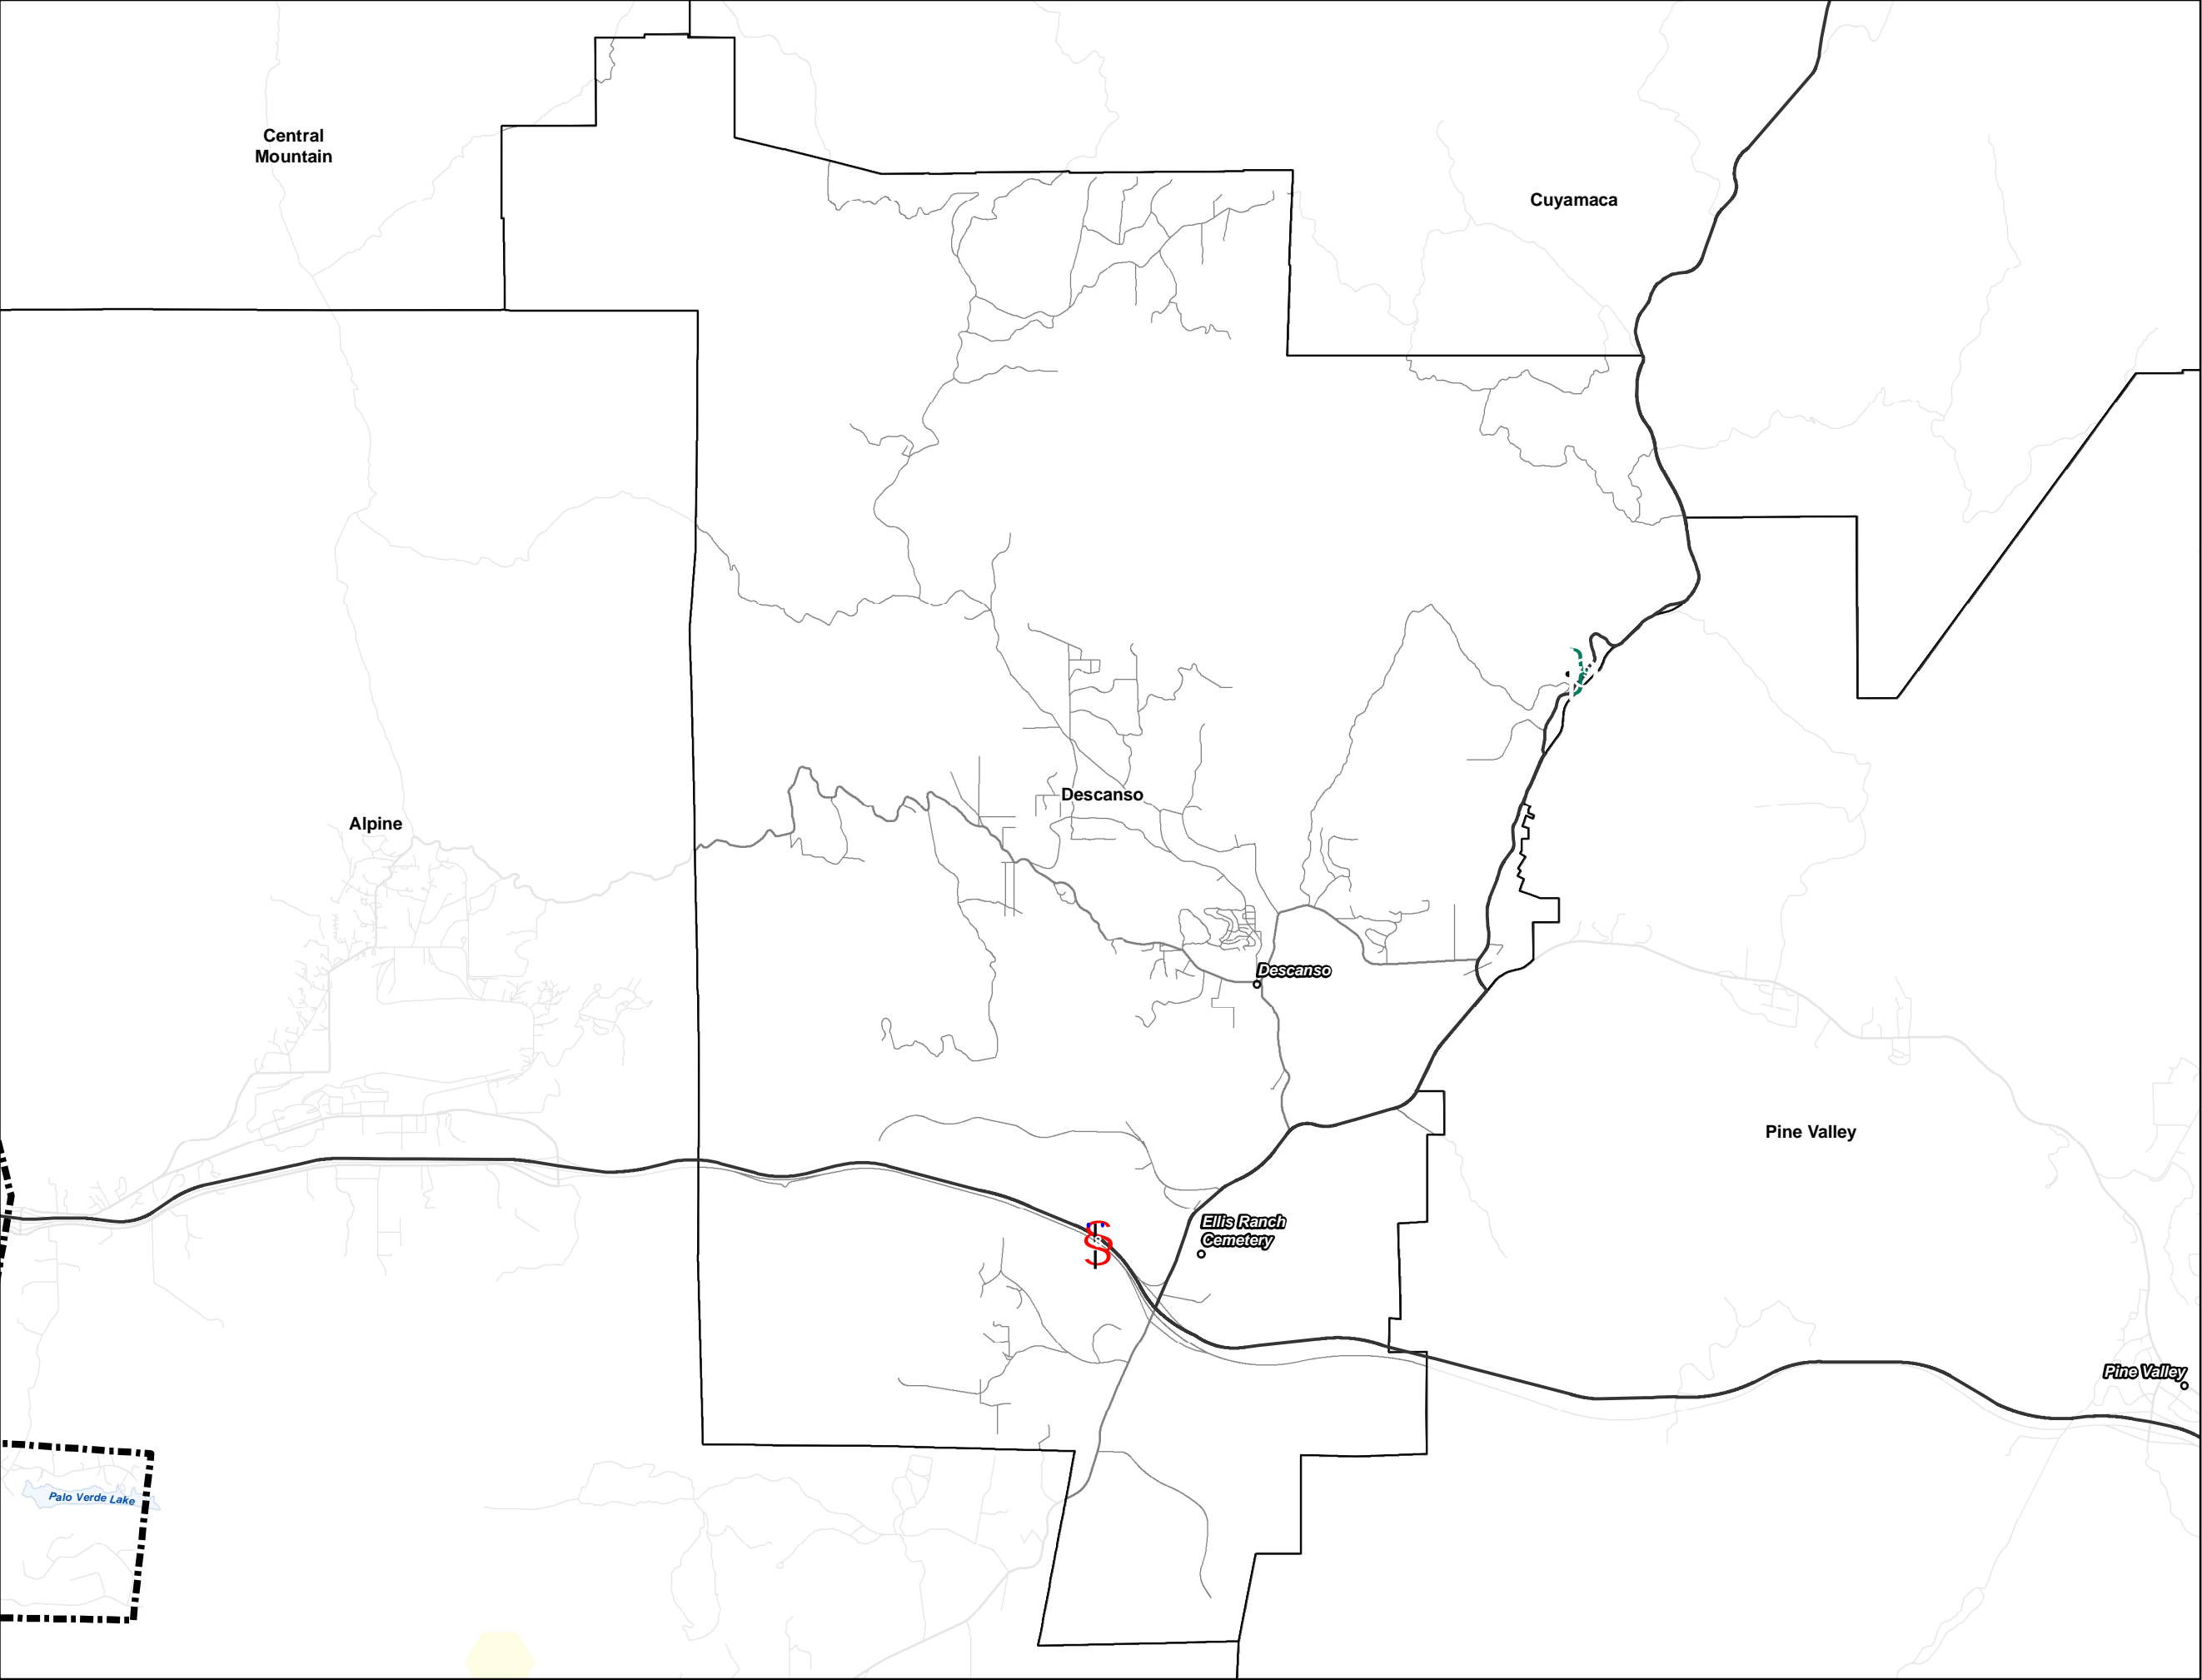 Central
Mountain
Cuyamaca
Descanso
Alpine
Descanso
Pine Valley
Ellis Ranch
Cemetery
Pine Valley
Palo Verde Lake